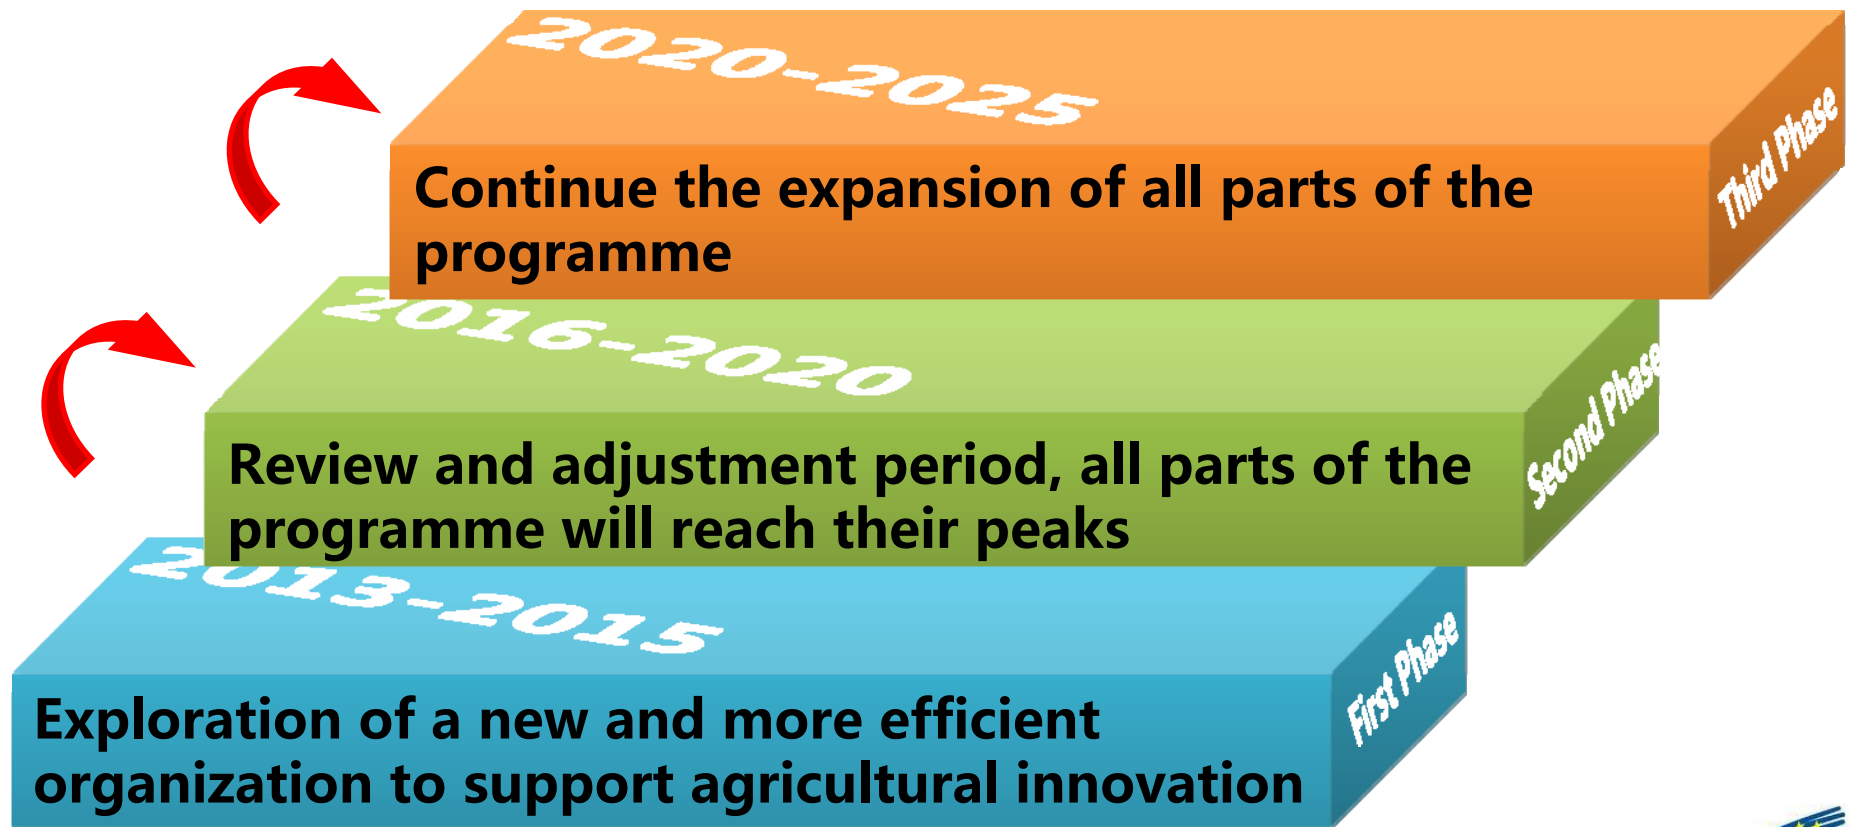 2020-2025
Continue the expansion of all parts of the
programme
Third Phase
2016-2020
Review and adjustment period, all parts of the
programme will reach their peaks
Second Phase
2013-2015
Exploration of a new and more efficient
organization to support agricultural innovation
First Phase